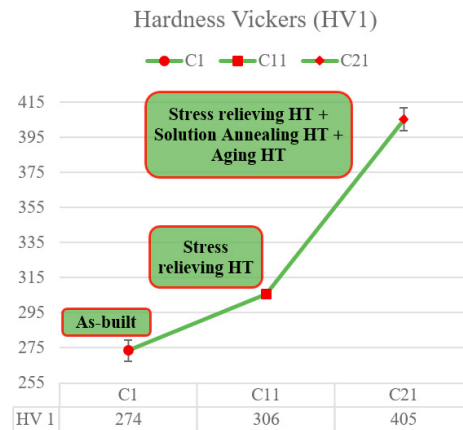 Hardness Vickers (HV1)
C1 C11 C21
415
395
375
355
335
315
295
275
255
Stress relieving HT +
Solution Annealing HT +
Aging HT
Stress
relieving HT
As-built
C1 C11 C21
HV 1 274 306 405